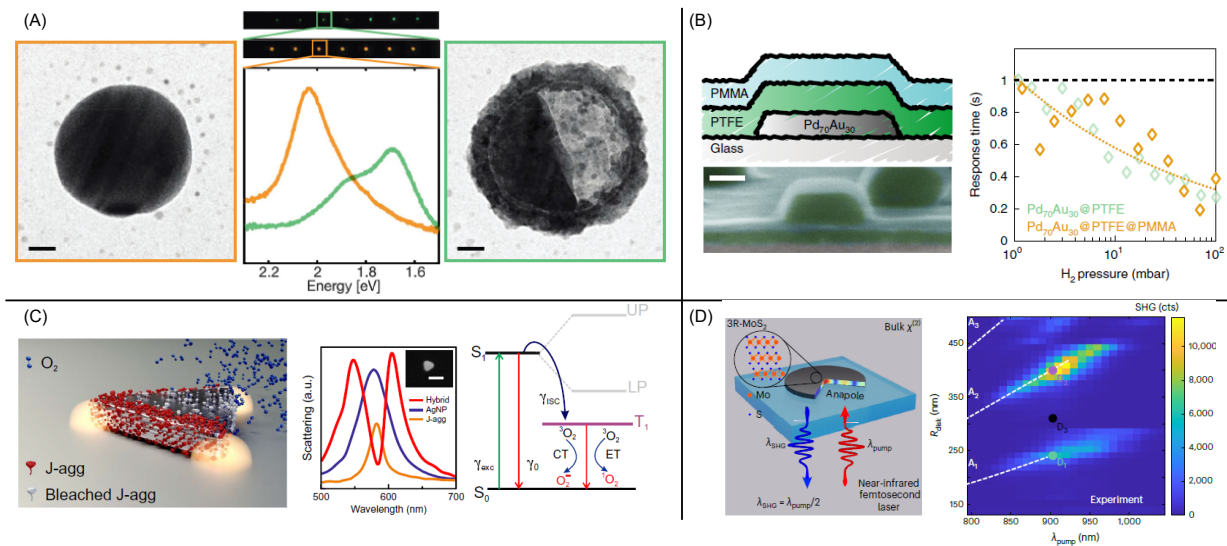 (A)
2.2
2
1.8
1.6
Energy [eV]
(B)
PMMA
PTFE
Pd70Au30
Glass
Response time (s)
1
0.8
0.6
0.4
0.2
0
Pd70Au30@PTFE
Pd70Au30@PTFE@PMMA
10^0
10^1
10^2
H2 pressure (mbar)
(C)
O2
J-agg
Bleached J-agg
Scattering (a.u.)
Hybrid
AgNP
J-agg
500
600
700
Wavelength (nm)
UP
S1
LP
γISC
T1
3O2
3O2
CT
ET
γexc
γ0
O2−
1O2
S0
(D)
3R-MoS2
Bulk χ(2)
Mo
S
Anapole
λSHG
λpump
Near-infrared
femtosecond
laser
λSHG = λpump/2
SHG (cts)
A3
A2
A1
D3
D1
Experiment
Rdisk (nm)
450
350
250
150
800
900
1,000
λpump (nm)
10,000
8,000
6,000
4,000
2,000
0